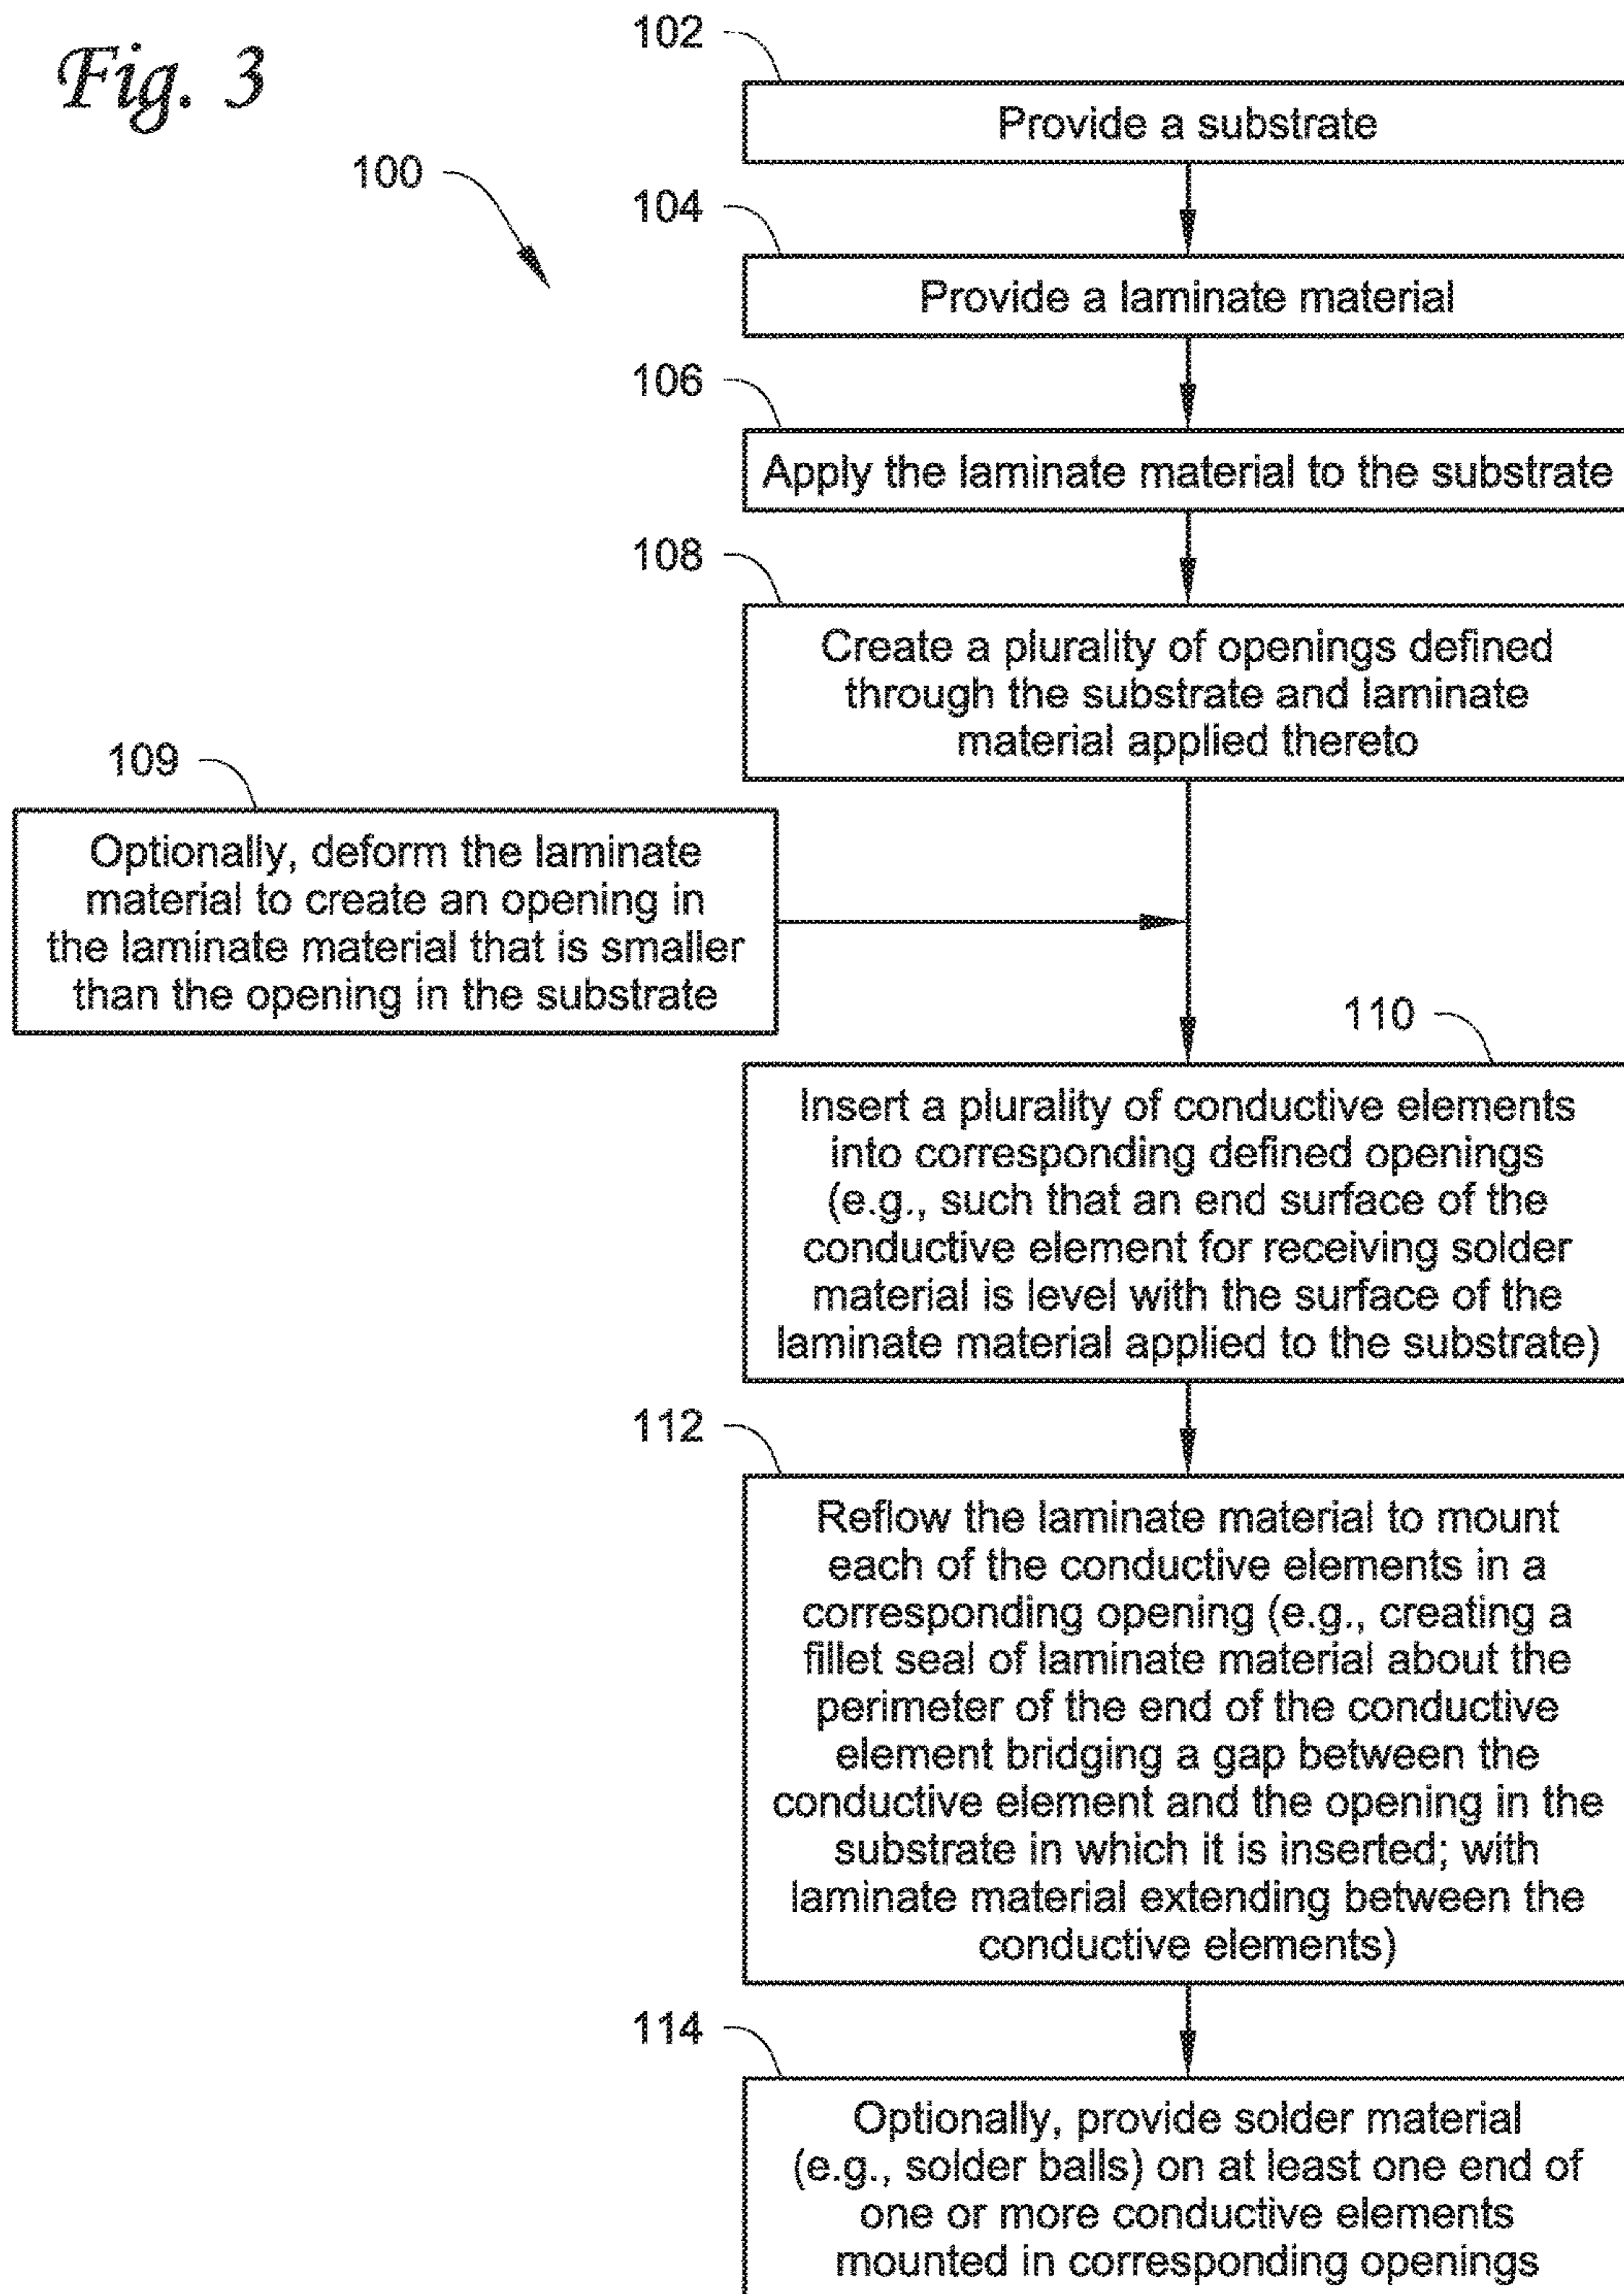 Fig. 3
100
102
Provide a substrate
104
Provide a laminate material
106
Apply the laminate material to the substrate
108
Create a plurality of openings defined
through the substrate and laminate
material applied thereto
109
Optionally, deform the laminate
material to create an opening in
the laminate material that is smaller
than the opening in the substrate
110
Insert a plurality of conductive elements
into corresponding defined openings
(e.g., such that an end surface of the
conductive element for receiving solder
material is level with the surface of the
laminate material applied to the substrate)
112
Reflow the laminate material to mount
each of the conductive elements in a
corresponding opening (e.g., creating a
fillet seal of laminate material about the
perimeter of the end of the conductive
element bridging a gap between the
conductive element and the opening in the
substrate in which it is inserted; with
laminate material extending between the
conductive elements)
114
Optionally, provide solder material
(e.g., solder balls) on at least one end of
one or more conductive elements
mounted in corresponding openings